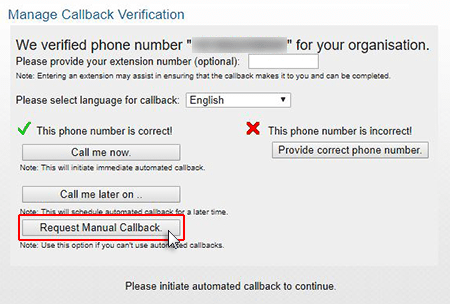 Manage Callback Verification
We verified phone number " " for your organisation.
Please provide your extension number (optional):
Note: Entering an extension may assist in ensuring that the callback makes it to you and can be completed.
Please select language for callback: English
This phone number is correct!
This phone number is incorrect!
Call me now.
Provide correct phone number.
Note: This will initiate immediate automated callback.
Call me later on ..
Note: This will schedule automated callback for a later time.
Request Manual Callback.
Note: Use this option if you can't use automated callbacks.
Please initiate automated callback to continue.